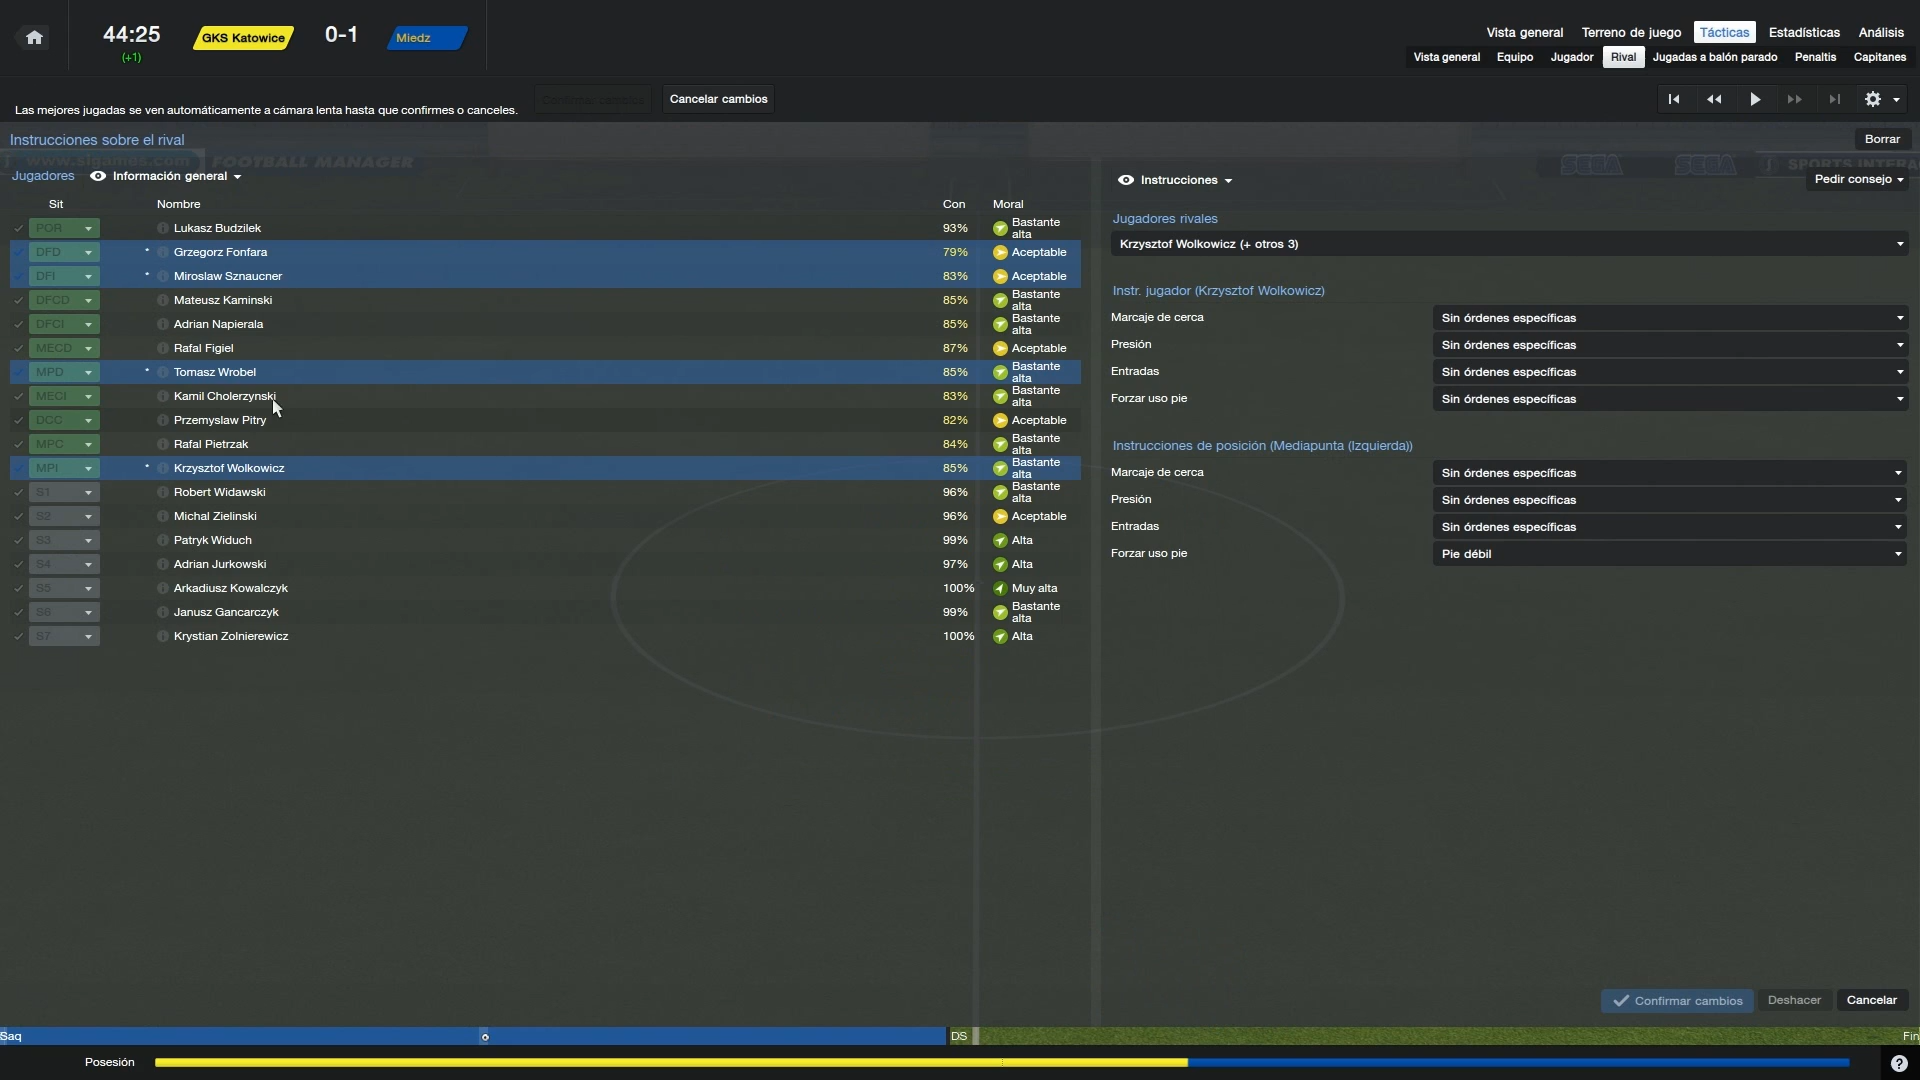 44:25
(+1)
GKS Katowice
0-1
Miedz
Vista general Terreno de juego Tácticas Estadísticas Análisis
Vista general Equipo Jugador Rival Jugadas a balón parado Penaltis Capitanes
Las mejores jugadas se ven automáticamente a cámara lenta hasta que confirmes o canceles.
Confirmar cambios
Cancelar cambios
Instrucciones sobre el rival
Borrar
www.sigames.com FOOTBALL MANAGER
SEGA SEGA SPORTS INTERA
Jugadores Información general
Instrucciones
Pedir consejo
Sit Nombre Con Moral
POR Lukasz Budzilek 93% Bastante alta
DFD * Grzegorz Fonfara 79% Aceptable
DFI * Miroslaw Sznaucner 83% Aceptable
DFCD Mateusz Kaminski 85% Bastante alta
DFCI Adrian Napierala 85% Bastante alta
MECD Rafal Figiel 87% Aceptable
MPD * Tomasz Wrobel 85% Bastante alta
MECI Kamil Cholerzynski 83% Bastante alta
DCC Przemyslaw Pitry 82% Aceptable
MPC Rafal Pietrzak 84% Bastante alta
MPI * Krzysztof Wolkowicz 85% Bastante alta
S1 Robert Widawski 96% Bastante alta
S2 Michal Zielinski 96% Aceptable
S3 Patryk Widuch 99% Alta
S4 Adrian Jurkowski 97% Alta
S5 Arkadiusz Kowalczyk 100% Muy alta
S6 Janusz Gancarczyk 99% Bastante alta
S7 Krystian Zolnierewicz 100% Alta
Jugadores rivales
Krzysztof Wolkowicz (+ otros 3)
Instr. jugador (Krzysztof Wolkowicz)
Marcaje de cerca Sin órdenes específicas
Presión Sin órdenes específicas
Entradas Sin órdenes específicas
Forzar uso pie Sin órdenes específicas
Instrucciones de posición (Mediapunta (Izquierda))
Marcaje de cerca Sin órdenes específicas
Presión Sin órdenes específicas
Entradas Sin órdenes específicas
Forzar uso pie Pie débil
Confirmar cambios Deshacer Cancelar
Saq DS Fin
Posesión
?